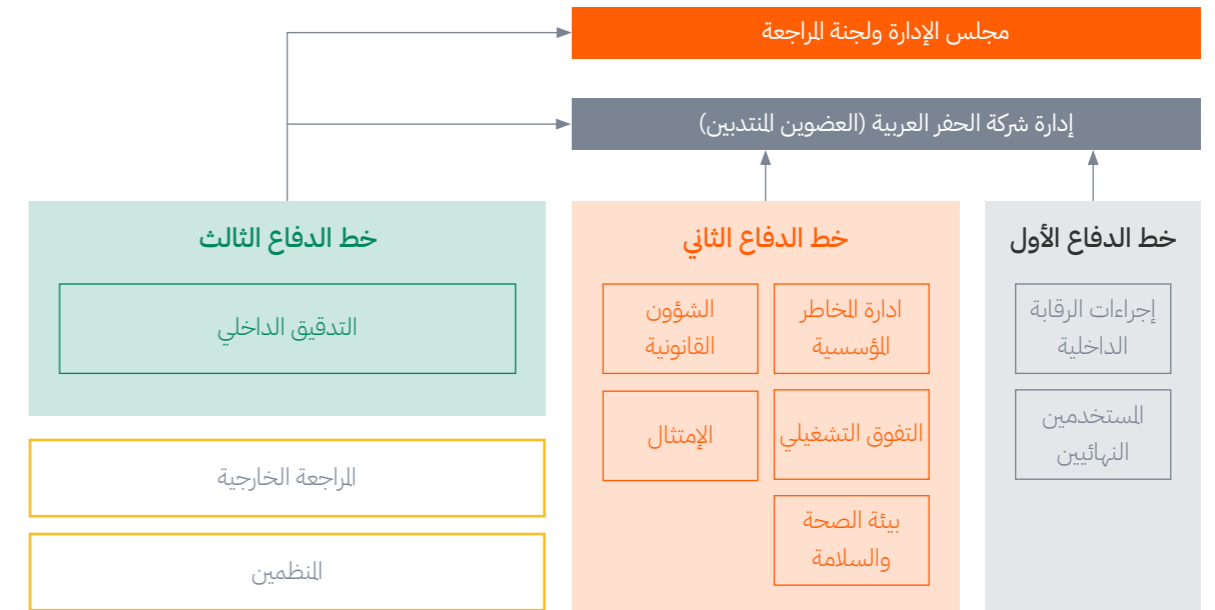 مجلس الإدارة ولجنة المراجعة
إدارة شركة الحفر العربية (العضوين المنتدبين)
خط الدفاع الأول
إجراءات الرقابة
الداخلية
المستخدمين
النهائيين
خط الدفاع الثاني
ادارة المخاطر
المؤسسية
الشؤون
القانونية
التفوق التشغيلي
الإمتثال
بيئة الصحة
والسلامة
خط الدفاع الثالث
التدقيق الداخلي
المراجعة الخارجية
المنظمين